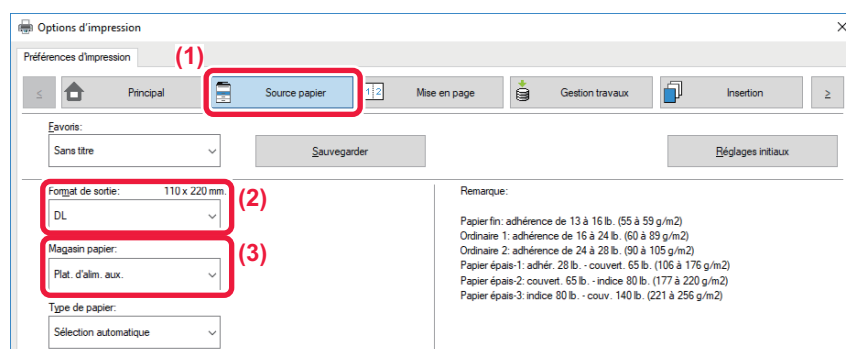 Options d'impression
Préférences d'impression
(1)
≤ Principal Source papier 1 2 Mise en page Gestion travaux Insertion ≥
Favoris:
Sans titre Sauvegarder Réglages initiaux
Format de sortie: 110 x 220 mm.
(2)
DL
Magasin papier:
(3)
Plat. d'alim. aux.
Type de papier:
Sélection automatique
Remarque:
Papier fin: adhérence de 13 à 16 lb. (55 à 59 g/m2)
Ordinaire 1: adhérence de 16 à 24 lb. (60 à 89 g/m2)
Ordinaire 2: adhérence de 24 à 28 lb. (90 à 105 g/m2)
Papier épais-1: adhér. 28 lb. - couvert. 65 lb. (106 à 176 g/m2)
Papier épais-2: couvert. 65 lb. - indice 80 lb. (177 à 220 g/m2)
Papier épais-3: indice 80 lb. - couv. 140 lb. (221 à 256 g/m2)